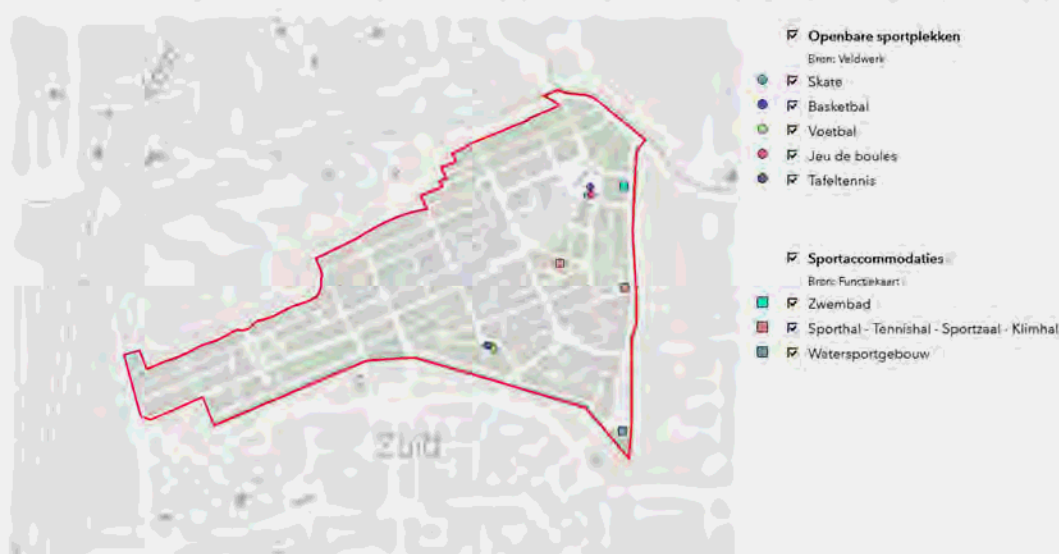 Openbare sportplekken
Bron: Veldwerk
Skate
Basketbal
Voetbal
Jeu de boules
Tafeltennis
Sportaccommodaties
Bron: Functiekaart
Zwembad
Sporthal - Tennishal - Sportzaal - Klimhal
Watersportgebouw
Zuid